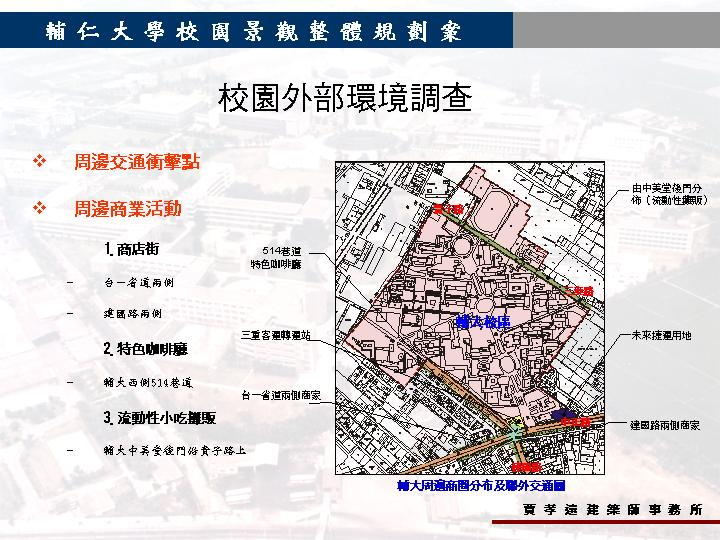 輔仁大學校園景觀整體規劃案
校園外部環境調查
周邊交通衝擊點
周邊商業活動
1.商店街
– 台一省道兩側
– 建國路兩側
2.特色咖啡廳
– 輔大西側514巷道
3.流動性小吃攤販
– 輔大中美堂後門沿貴子路上
由中美堂後門分
佈（流動性攤販）
514巷道
特色咖啡廳
貴子路
輔大校區
三重客運轉運站
未來捷運用地
台一省道兩側商家
建國路兩側商家
輔大周邊商圈分布及聯外交通圖
賈孝遠建築師事務所